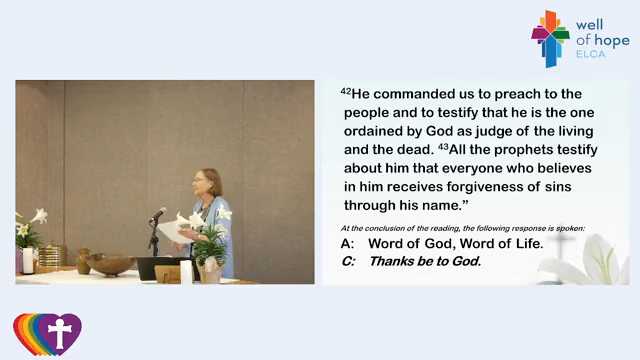 well
of hope
ELCA
⁴²He commanded us to preach to the
people and to testify that he is the one
ordained by God as judge of the living
and the dead. ⁴³All the prophets testify
about him that everyone who believes
in him receives forgiveness of sins
through his name.”
At the conclusion of the reading, the following response is spoken:
A: Word of God, Word of Life.
C: Thanks be to God.